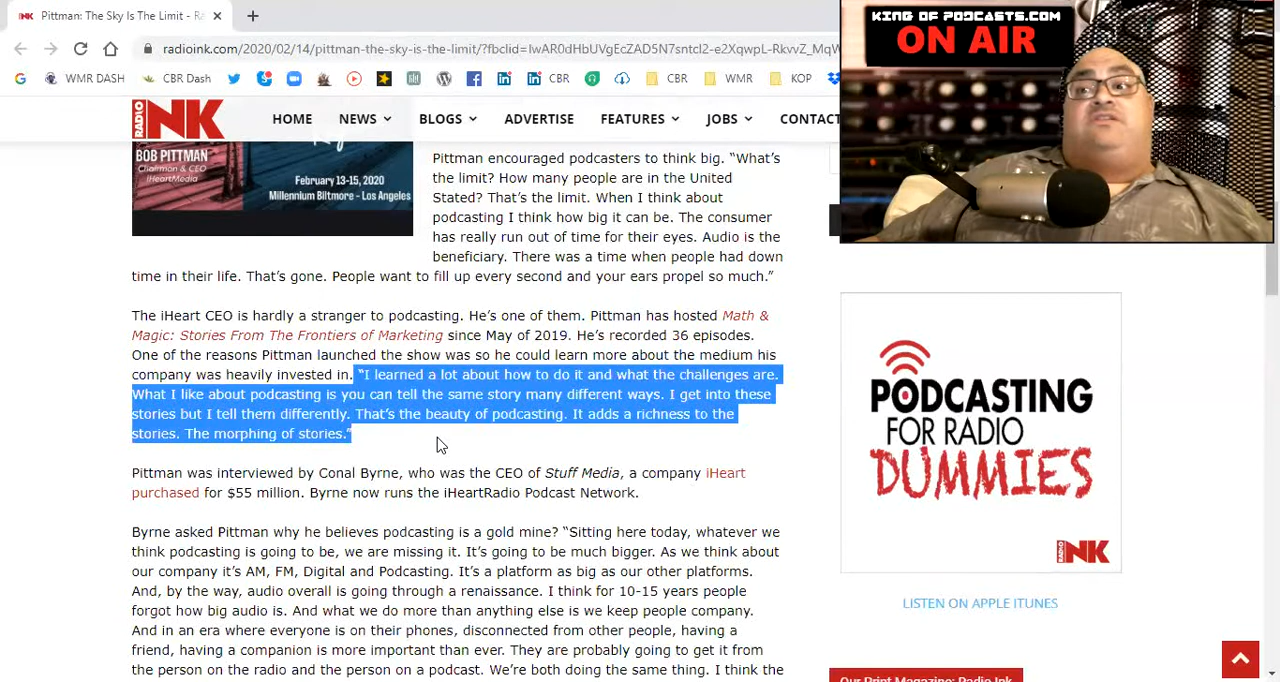 Pittman: The Sky Is The Limit - Ra
radioink.com/2020/02/14/pittman-the-sky-is-the-limit/?fbclid=IwAR0dHbUVgEcZAD5N7sntcl2-e2XqwpL-RkvvZ_MqW
WMR DASH
CBR Dash
CBR
CBR
WMR
KOP
KING OF PODCASTS.COM
ON AIR
RADIO INK
HOME
NEWS
BLOGS
ADVERTISE
FEATURES
JOBS
CONTACT
BOB PITTMAN
Chairman & CEO
iHeartMedia
February 13-15, 2020
Millennium Biltmore - Los Angeles
Pittman encouraged podcasters to think big. “What’s
the limit? How many people are in the United
Stated? That’s the limit. When I think about
podcasting I think how big it can be. The consumer
has really run out of time for their eyes. Audio is the
beneficiary. There was a time when people had down
time in their life. That’s gone. People want to fill up every second and your ears propel so much.”
The iHeart CEO is hardly a stranger to podcasting. He’s one of them. Pittman has hosted Math &
Magic: Stories From The Frontiers of Marketing since May of 2019. He’s recorded 36 episodes.
One of the reasons Pittman launched the show was so he could learn more about the medium his
company was heavily invested in. “I learned a lot about how to do it and what the challenges are.
What I like about podcasting is you can tell the same story many different ways. I get into these
stories but I tell them differently. That’s the beauty of podcasting. It adds a richness to the
stories. The morphing of stories.”
Pittman was interviewed by Conal Byrne, who was the CEO of Stuff Media, a company iHeart
purchased for $55 million. Byrne now runs the iHeartRadio Podcast Network.
Byrne asked Pittman why he believes podcasting is a gold mine? “Sitting here today, whatever we
think podcasting is going to be, we are missing it. It’s going to be much bigger. As we think about
our company it’s AM, FM, Digital and Podcasting. It’s a platform as big as our other platforms.
And, by the way, audio overall is going through a renaissance. I think for 10-15 years people
forgot how big audio is. And what we do more than anything else is we keep people company.
And in an era where everyone is on their phones, disconnected from other people, having a
friend, having a companion is more important than ever. They are probably going to get it from
the person on the radio and the person on a podcast. We’re both doing the same thing. I think the
PODCASTING
FOR RADIO
DUMMIES
RADIO INK
LISTEN ON APPLE ITUNES
Our Print Magazine: Radio Ink